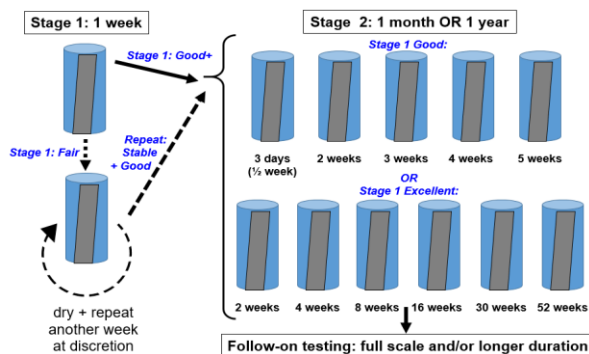 Stage 1: 1 week
Stage 1: Good+
Stage 1: Fair
Repeat:
Stable
+ Good
dry + repeat
another week
at discretion
Stage 2: 1 month OR 1 year
Stage 1 Good:
3 days
(½ week)
2 weeks
3 weeks
4 weeks
5 weeks
OR
Stage 1 Excellent:
2 weeks
4 weeks
8 weeks
16 weeks
30 weeks
52 weeks
Follow-on testing: full scale and/or longer duration